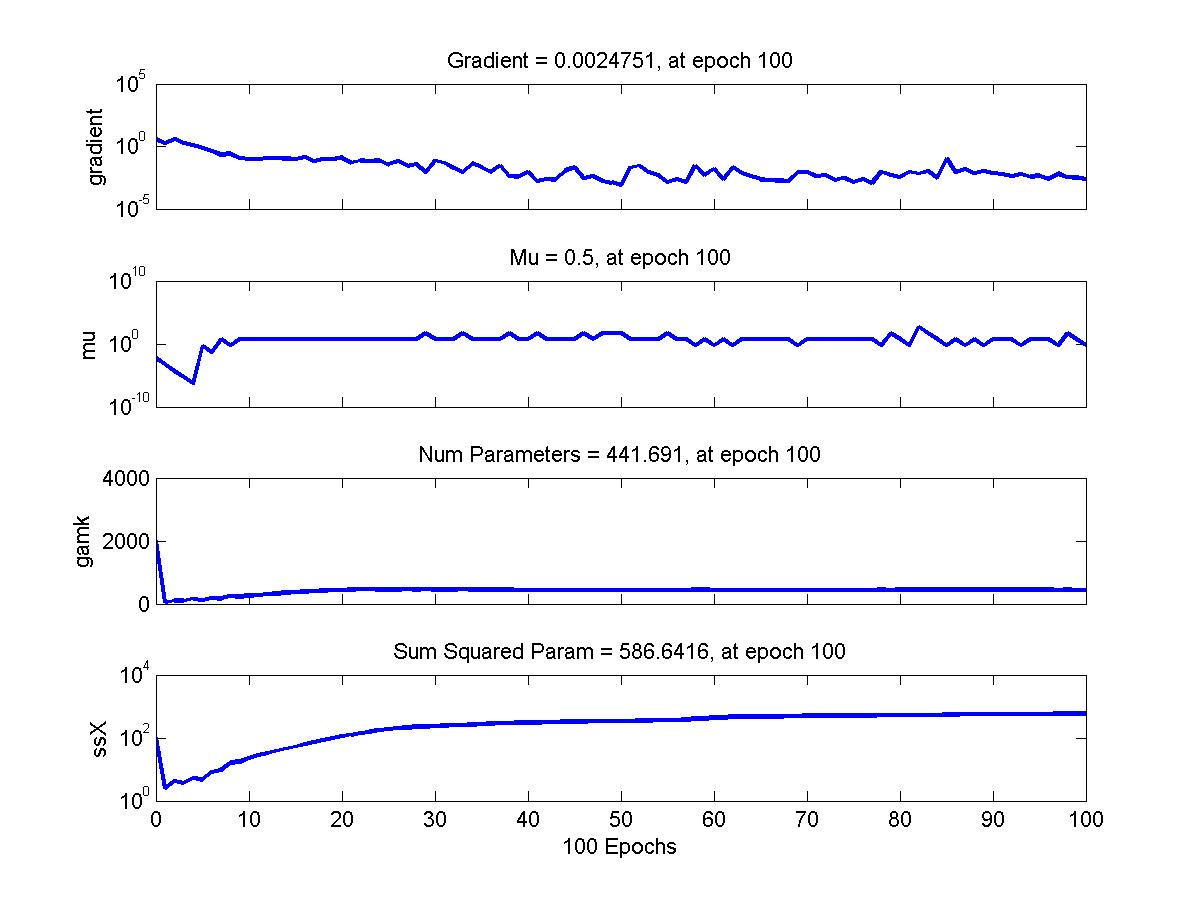 Gradient = 0.0024751, at epoch 100
10^5
10^0
10^-5
gradient
Mu = 0.5, at epoch 100
10^10
10^0
10^-10
mu
Num Parameters = 441.691, at epoch 100
4000
2000
0
gamk
Sum Squared Param = 586.6416, at epoch 100
10^4
10^2
10^0
ssX
0 10 20 30 40 50 60 70 80 90 100
100 Epochs